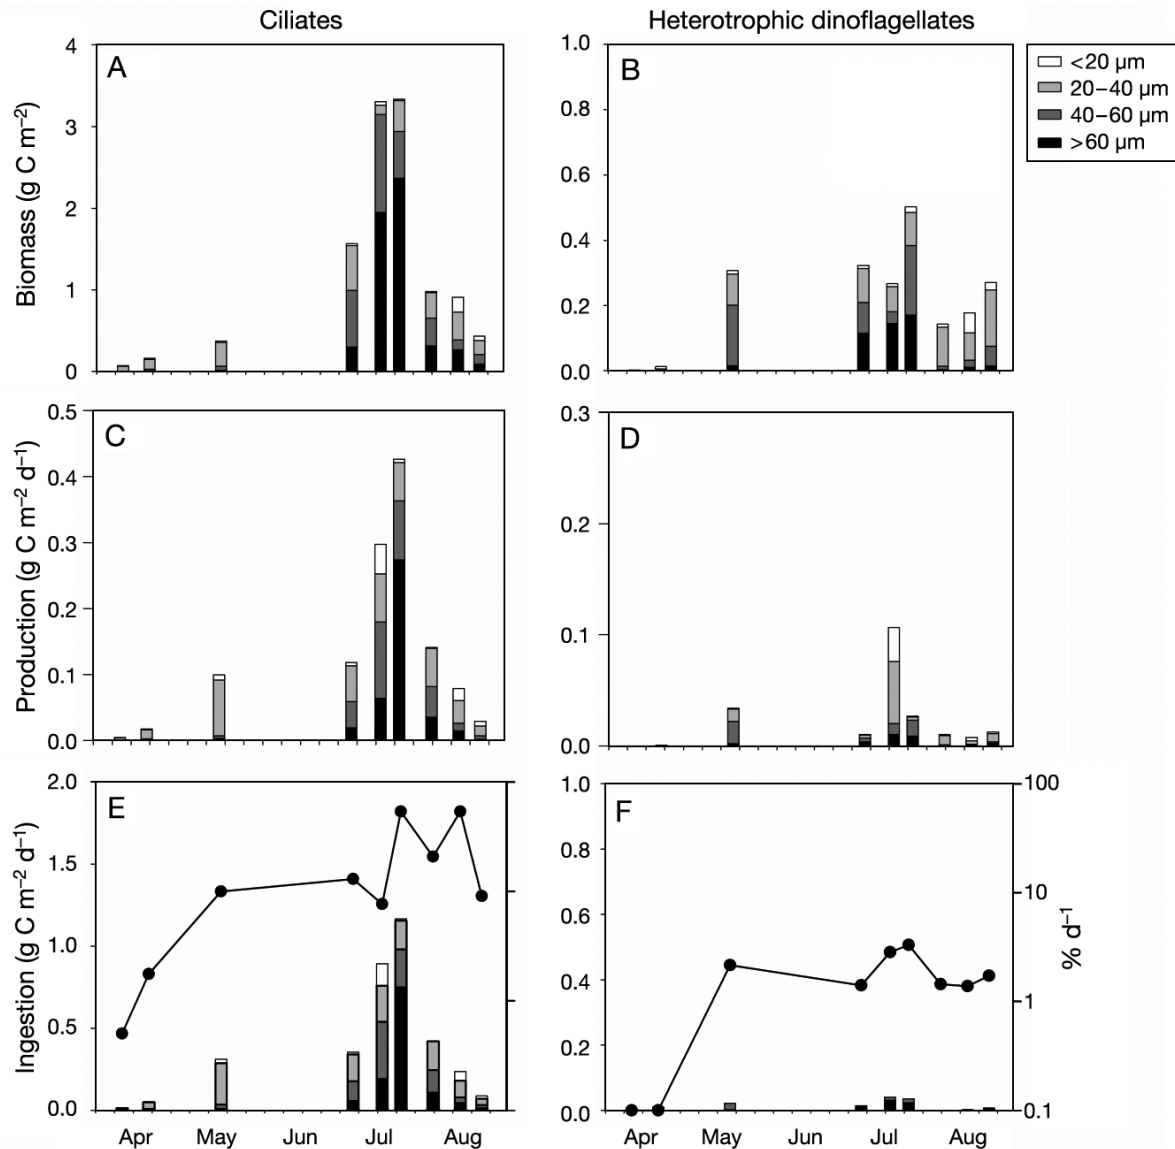 Ciliates
Heterotrophic dinoflagellates
A
B
<20 µm
20–40 µm
40–60 µm
>60 µm
Biomass (g C m⁻²)
4
3
2
1
0
1.0
0.8
0.6
0.4
0.2
0.0
C
D
Production (g C m⁻² d⁻¹)
0.5
0.4
0.3
0.2
0.1
0.0
0.3
0.2
0.1
0.0
E
F
Ingestion (g C m⁻² d⁻¹)
2.0
1.5
1.0
0.5
0.0
1.0
0.8
0.6
0.4
0.2
0.0
100
10
1
0.1
% d⁻¹
Apr May Jun Jul Aug
Apr May Jun Jul Aug